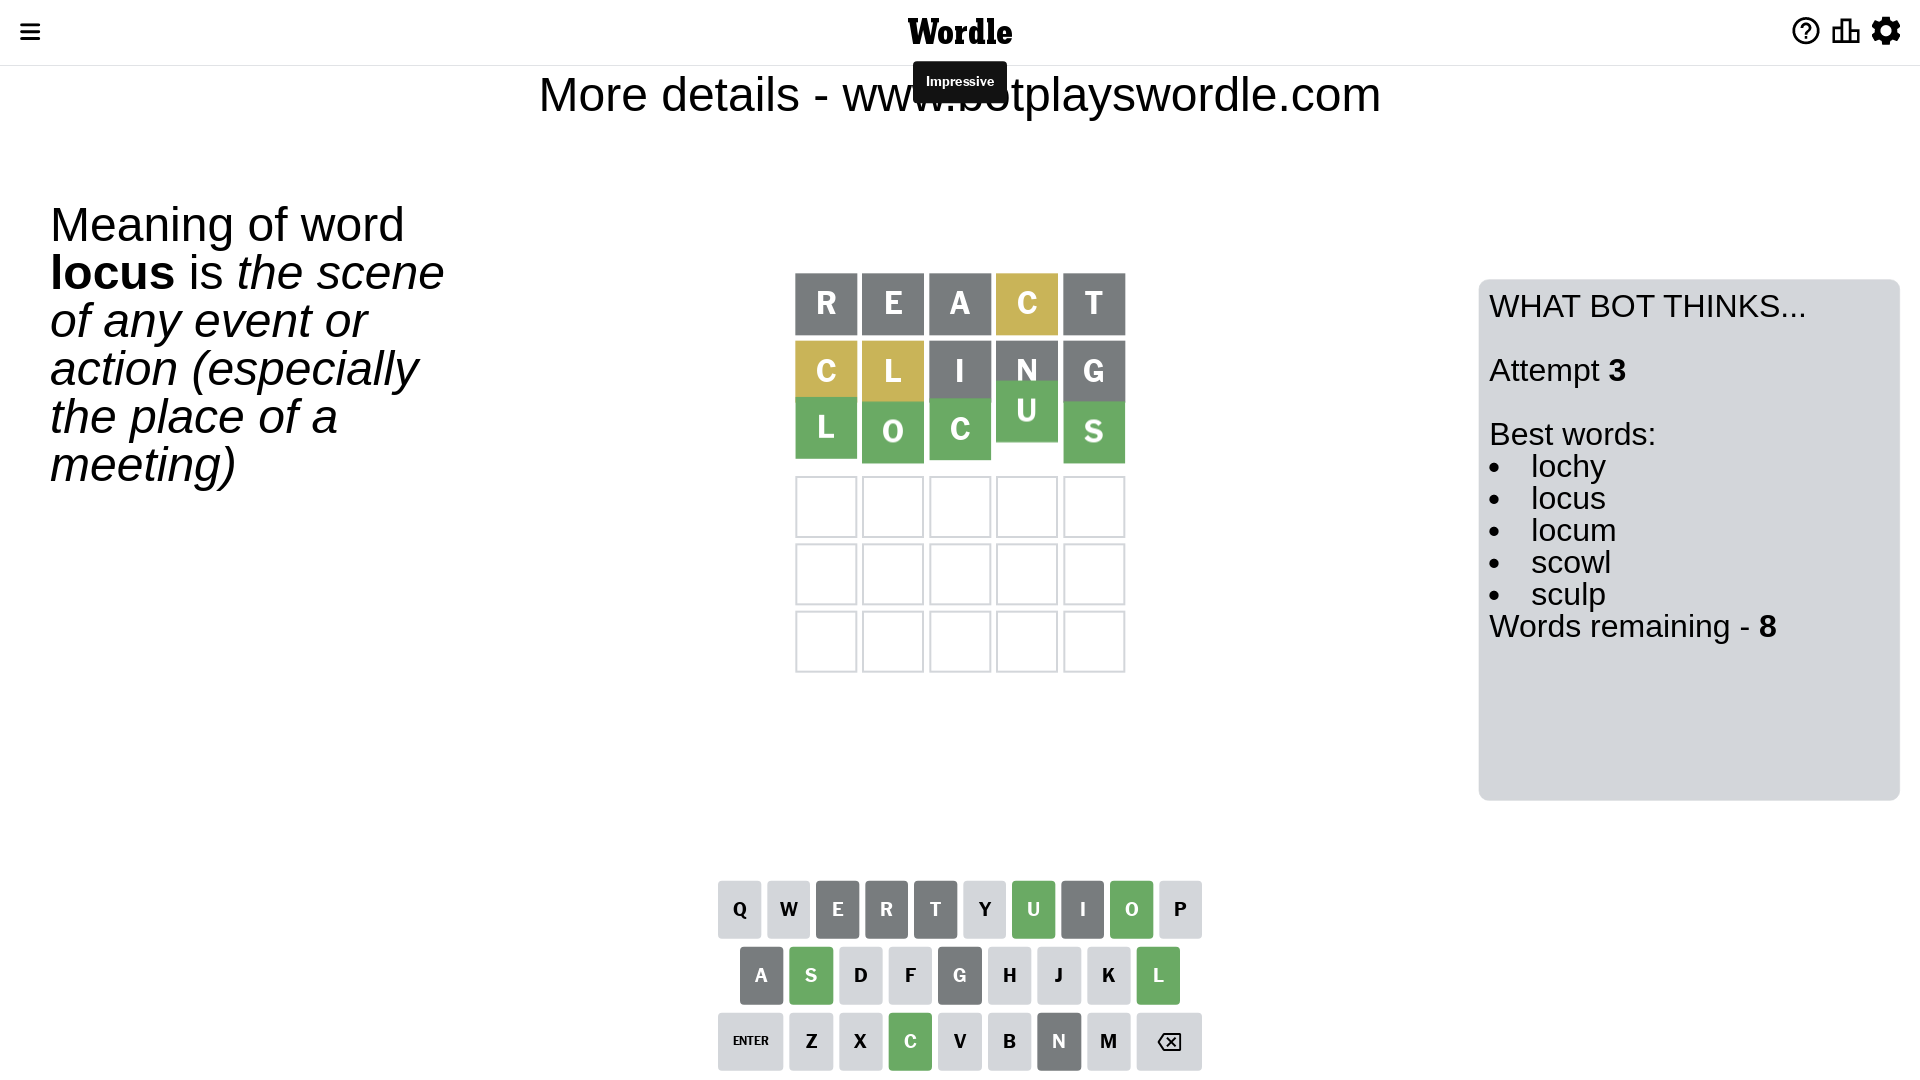 Wordle
Impressive
More details - www.botplayswordle.com
Meaning of word
locus is the scene
of any event or
action (especially
the place of a
meeting)
R E A C T
C L I N G
L O C U S
WHAT BOT THINKS...
Attempt 3
Best words:
• lochy
• locus
• locum
• scowl
• sculp
Words remaining - 8
Q W E R T Y U I O P
A S D F G H J K L
ENTER Z X C V B N M